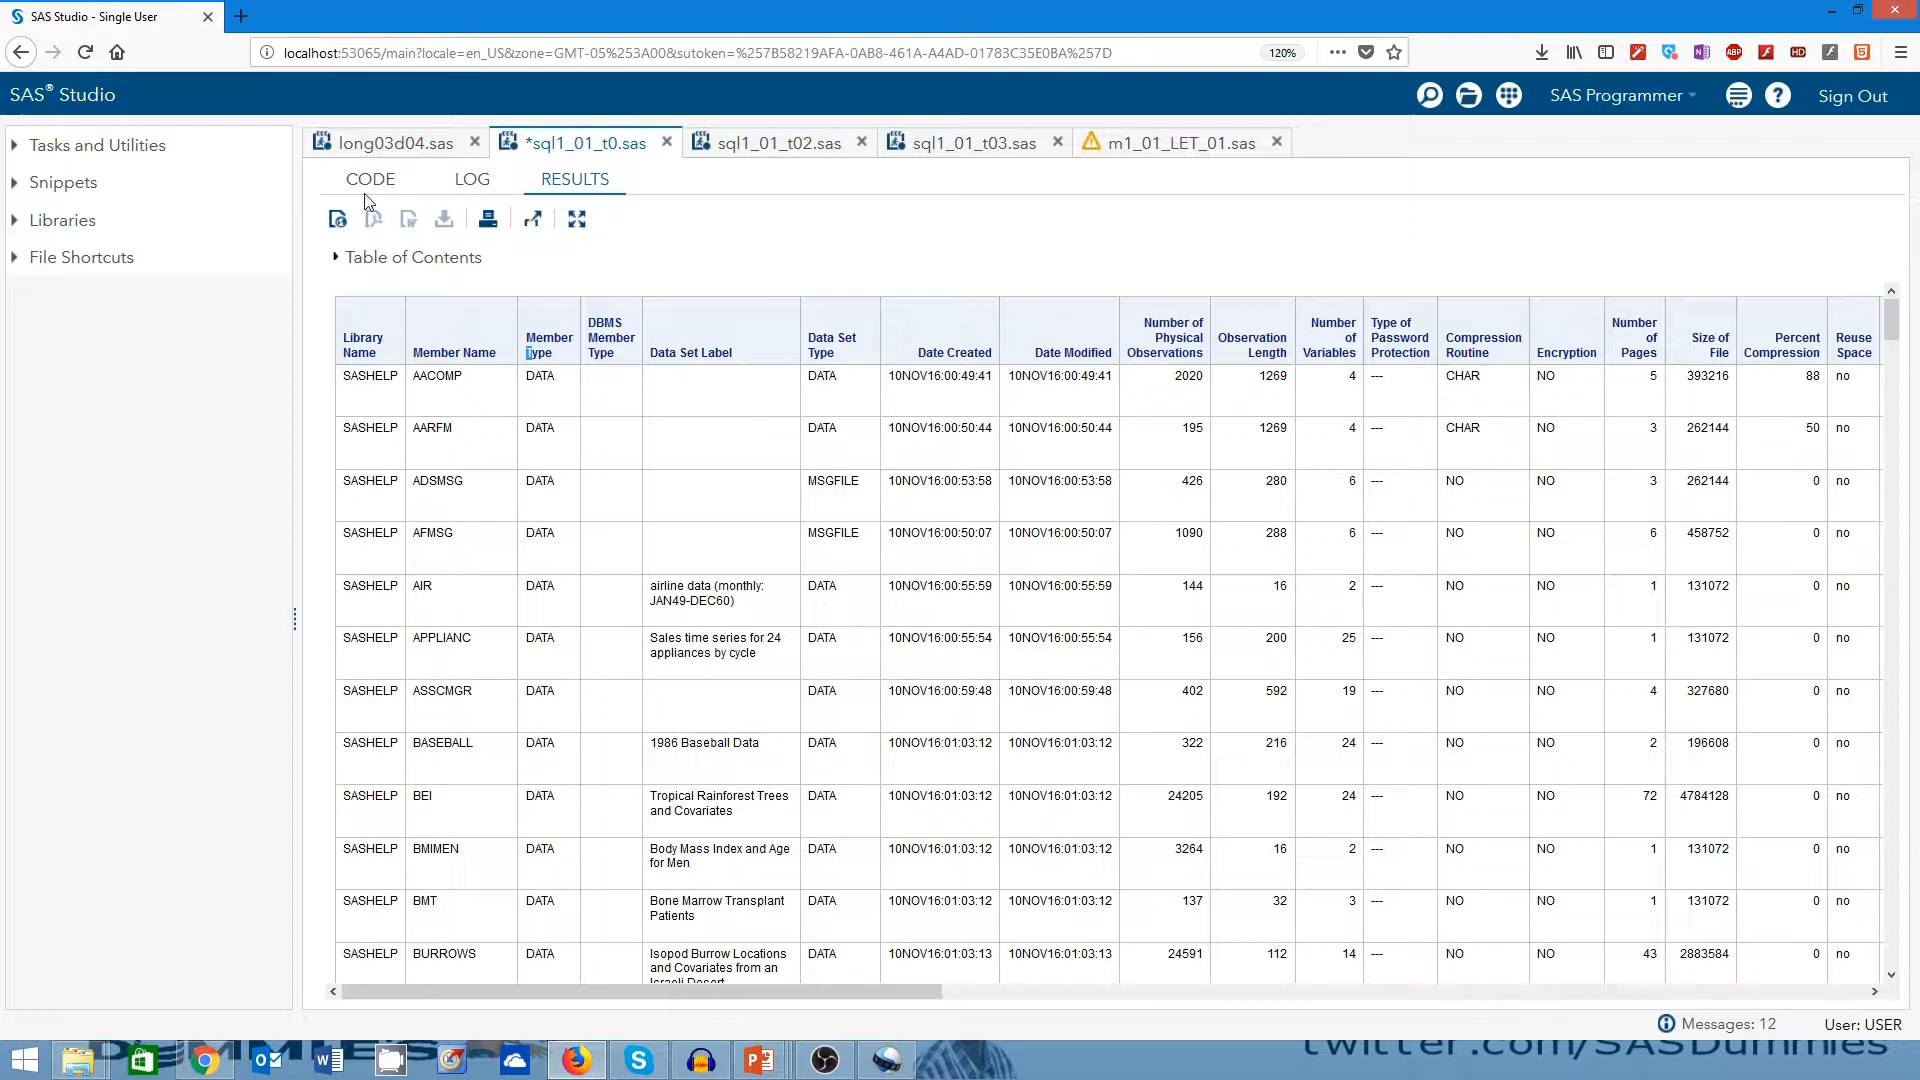 SAS Studio - Single User
localhost:53065/main?locale=en_US&zone=GMT-05%253A00&sutoken=%257B58219AFA-0AB8-461A-A4AD-01783C35E0BA%257D
120%
SAS® Studio
SAS Programmer
Sign Out
Tasks and Utilities
Snippets
Libraries
File Shortcuts
long03d04.sas
*sql1_01_t0.sas
sql1_01_t02.sas
sql1_01_t03.sas
m1_01_LET_01.sas
CODE LOG RESULTS
Table of Contents
Library Name Member Name Member Type DBMS Member Type Data Set Label Data Set Type Date Created Date Modified Number of Physical Observations Observation Length Number of Variables Type of Password Protection Compression Routine Encryption Number of Pages Size of File Percent Compression Reuse Space
SASHELP AACOMP DATA DATA 10NOV16:00:49:41 10NOV16:00:49:41 2020 1269 4 --- CHAR NO 5 393216 88 no
SASHELP AARFM DATA DATA 10NOV16:00:50:44 10NOV16:00:50:44 195 1269 4 --- CHAR NO 3 262144 50 no
SASHELP ADSMSG DATA MSGFILE 10NOV16:00:53:58 10NOV16:00:53:58 426 280 6 --- NO NO 3 262144 0 no
SASHELP AFMSG DATA MSGFILE 10NOV16:00:50:07 10NOV16:00:50:07 1090 288 6 --- NO NO 6 458752 0 no
SASHELP AIR DATA airline data (monthly: JAN49-DEC60) DATA 10NOV16:00:55:59 10NOV16:00:55:59 144 16 2 --- NO NO 1 131072 0 no
SASHELP APPLIANC DATA Sales time series for 24 appliances by cycle DATA 10NOV16:00:55:54 10NOV16:00:55:54 156 200 25 --- NO NO 1 131072 0 no
SASHELP ASSCMGR DATA DATA 10NOV16:00:59:48 10NOV16:00:59:48 402 592 19 --- NO NO 4 327680 0 no
SASHELP BASEBALL DATA 1986 Baseball Data DATA 10NOV16:01:03:12 10NOV16:01:03:12 322 216 24 --- NO NO 2 196608 0 no
SASHELP BEI DATA Tropical Rainforest Trees and Covariates DATA 10NOV16:01:03:12 10NOV16:01:03:12 24205 192 24 --- NO NO 72 4784128 0 no
SASHELP BMIMEN DATA Body Mass Index and Age for Men DATA 10NOV16:01:03:12 10NOV16:01:03:12 3264 16 2 --- NO NO 1 131072 0 no
SASHELP BMT DATA Bone Marrow Transplant Patients DATA 10NOV16:01:03:12 10NOV16:01:03:12 137 32 3 --- NO NO 1 131072 0 no
SASHELP BURROWS DATA Isopod Burrow Locations and Covariates from an Israeli Desert DATA 10NOV16:01:03:13 10NOV16:01:03:13 24591 112 14 --- NO NO 43 2883584 0 no
Messages: 12
User: USER
twitter.com/SASDummies